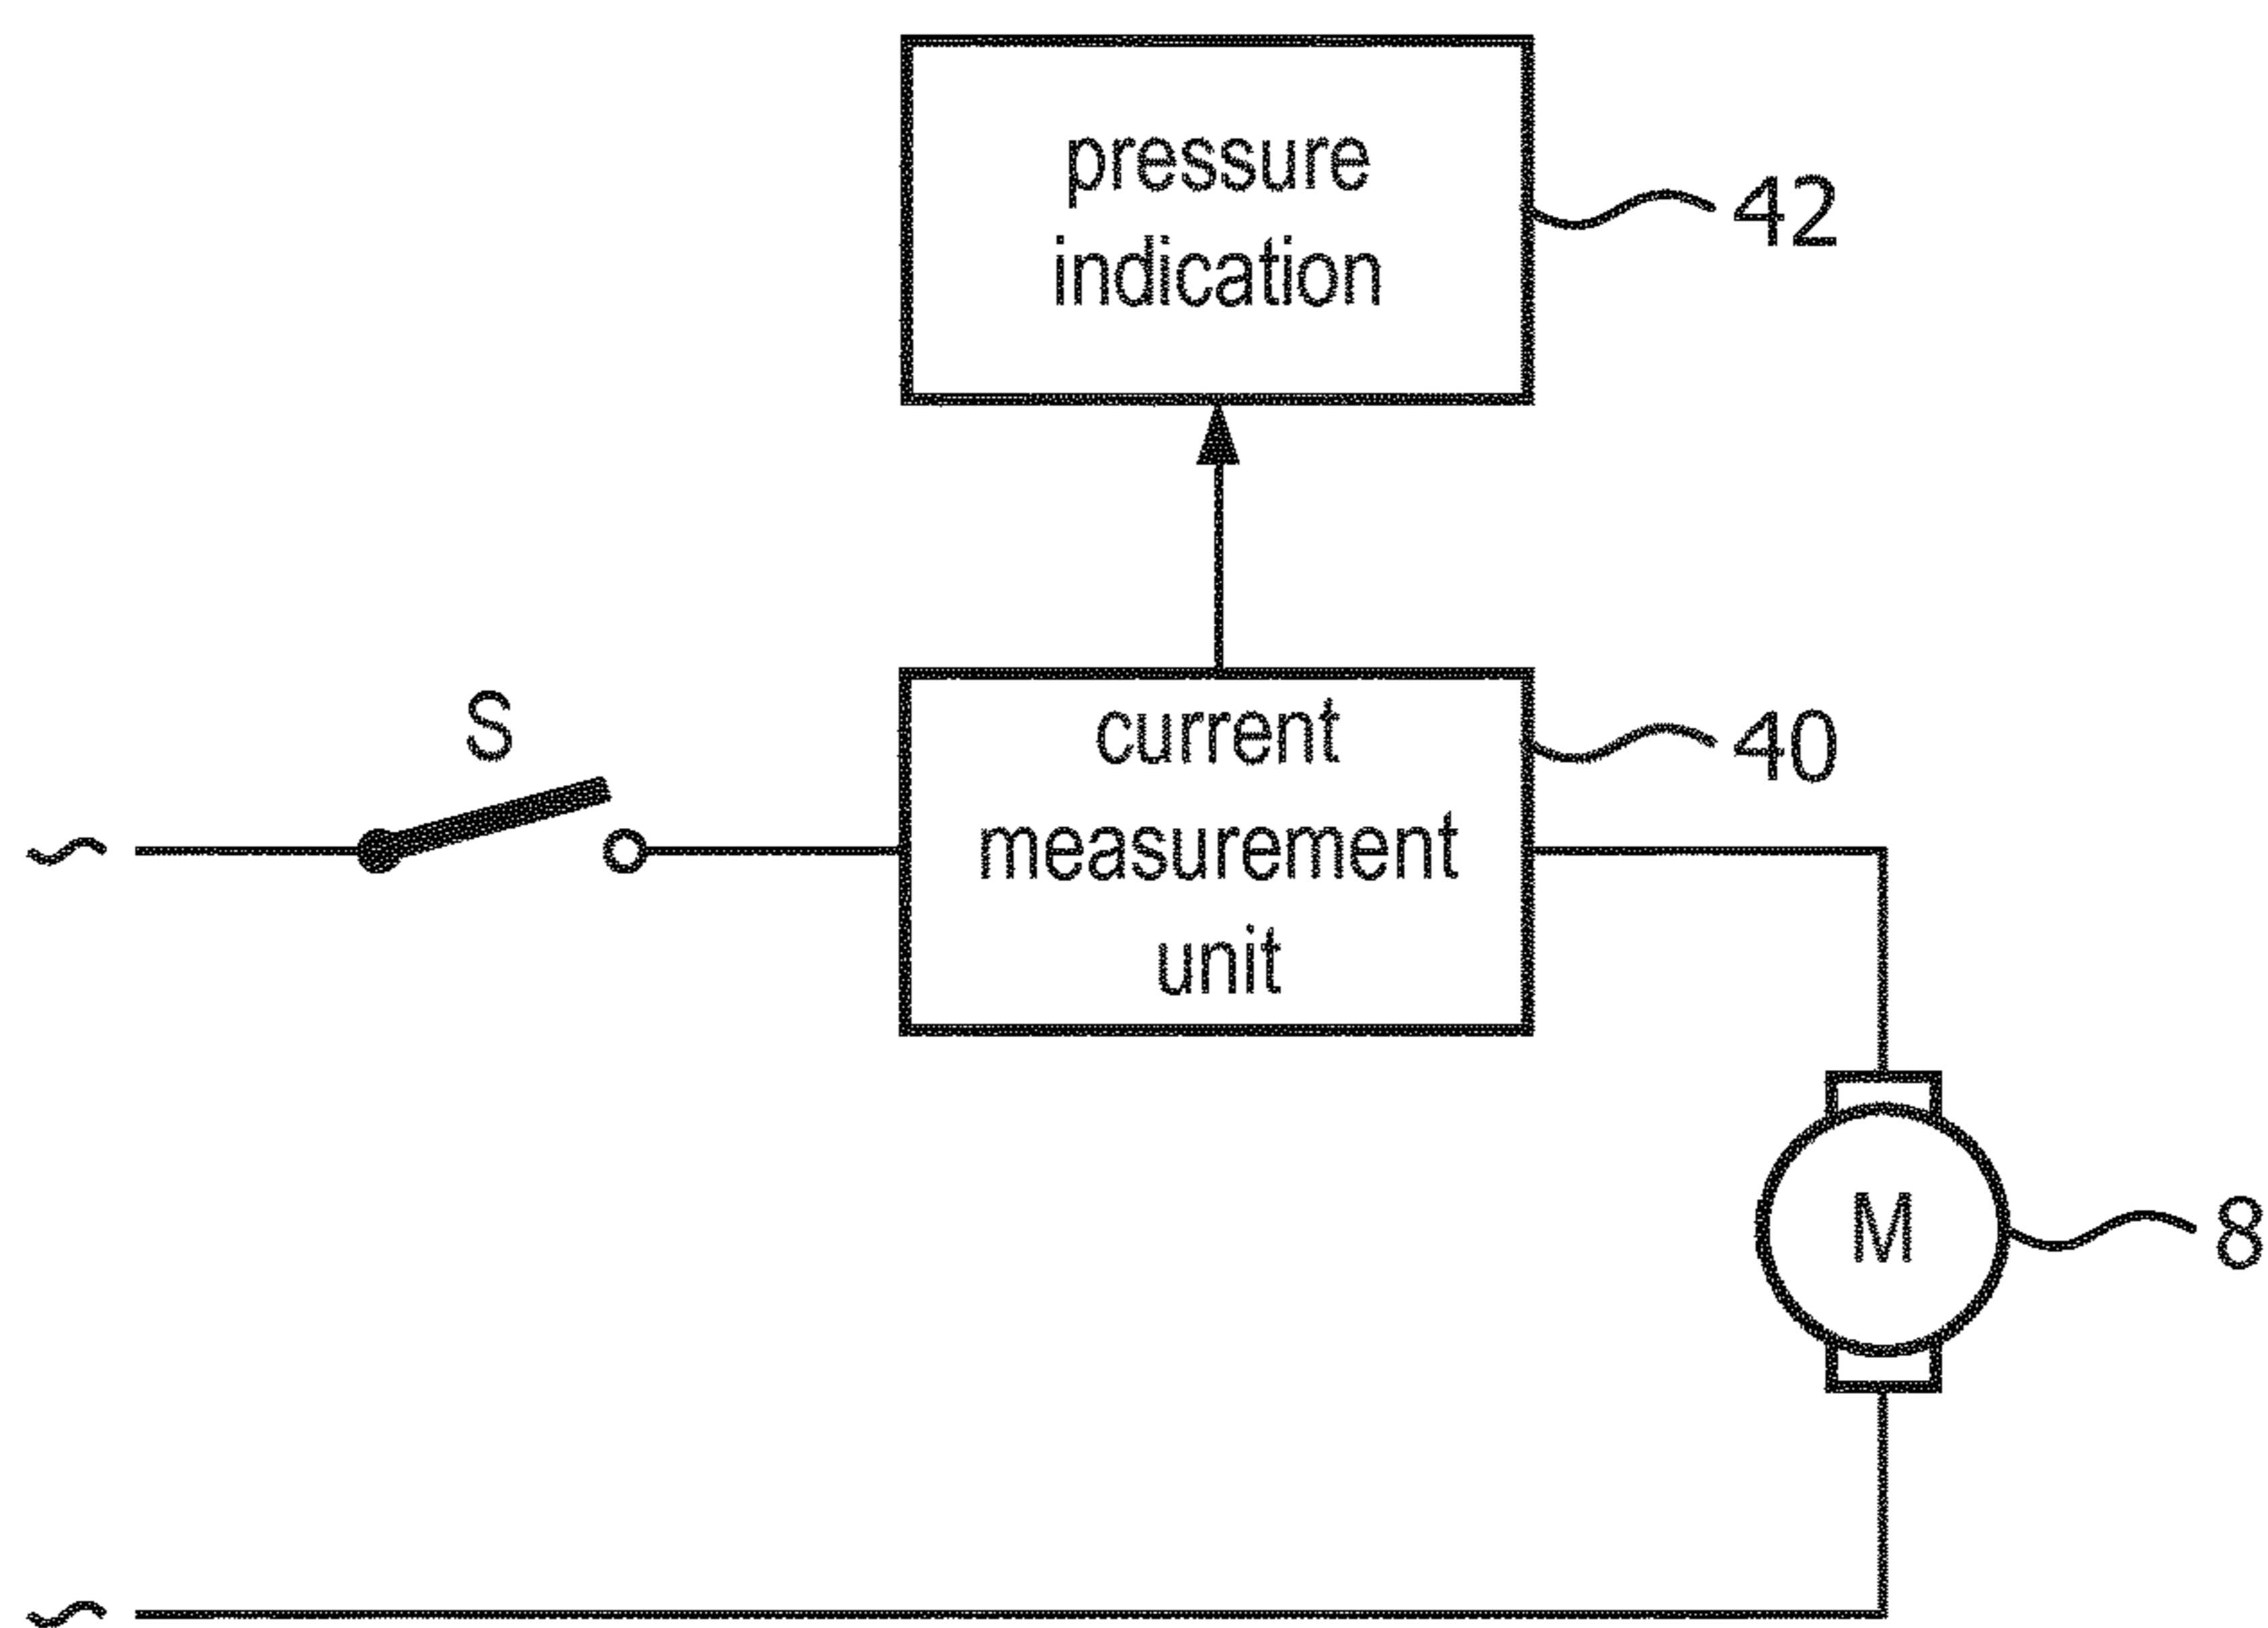 pressure
indication
42
S
current
measurement
unit
40
M
8